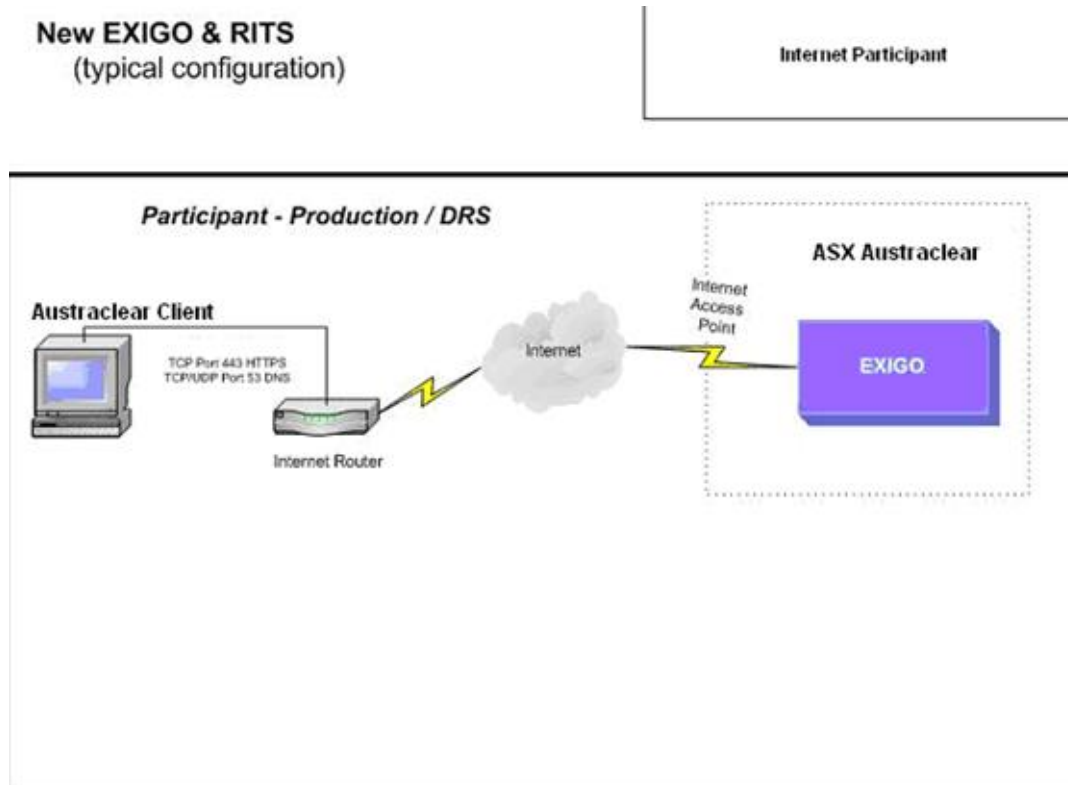 New EXIGO & RITS
(typical configuration)
Internet Participant
Participant - Production / DRS
ASX Austraclear
Internet
Access
Point
Austraclear Client
TCP Port 443 HTTPS
TCP/UDP Port 53 DNS
Internet
EXIGO
Internet Router